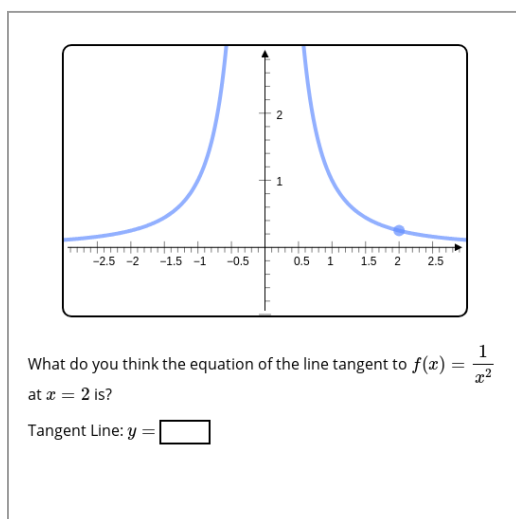 2
1
−2.5 −2 −1.5 −1 −0.5 0.5 1 1.5 2 2.5
What do you think the equation of the line tangent to f(x) = 1/x²
at x = 2 is?
Tangent Line: y =